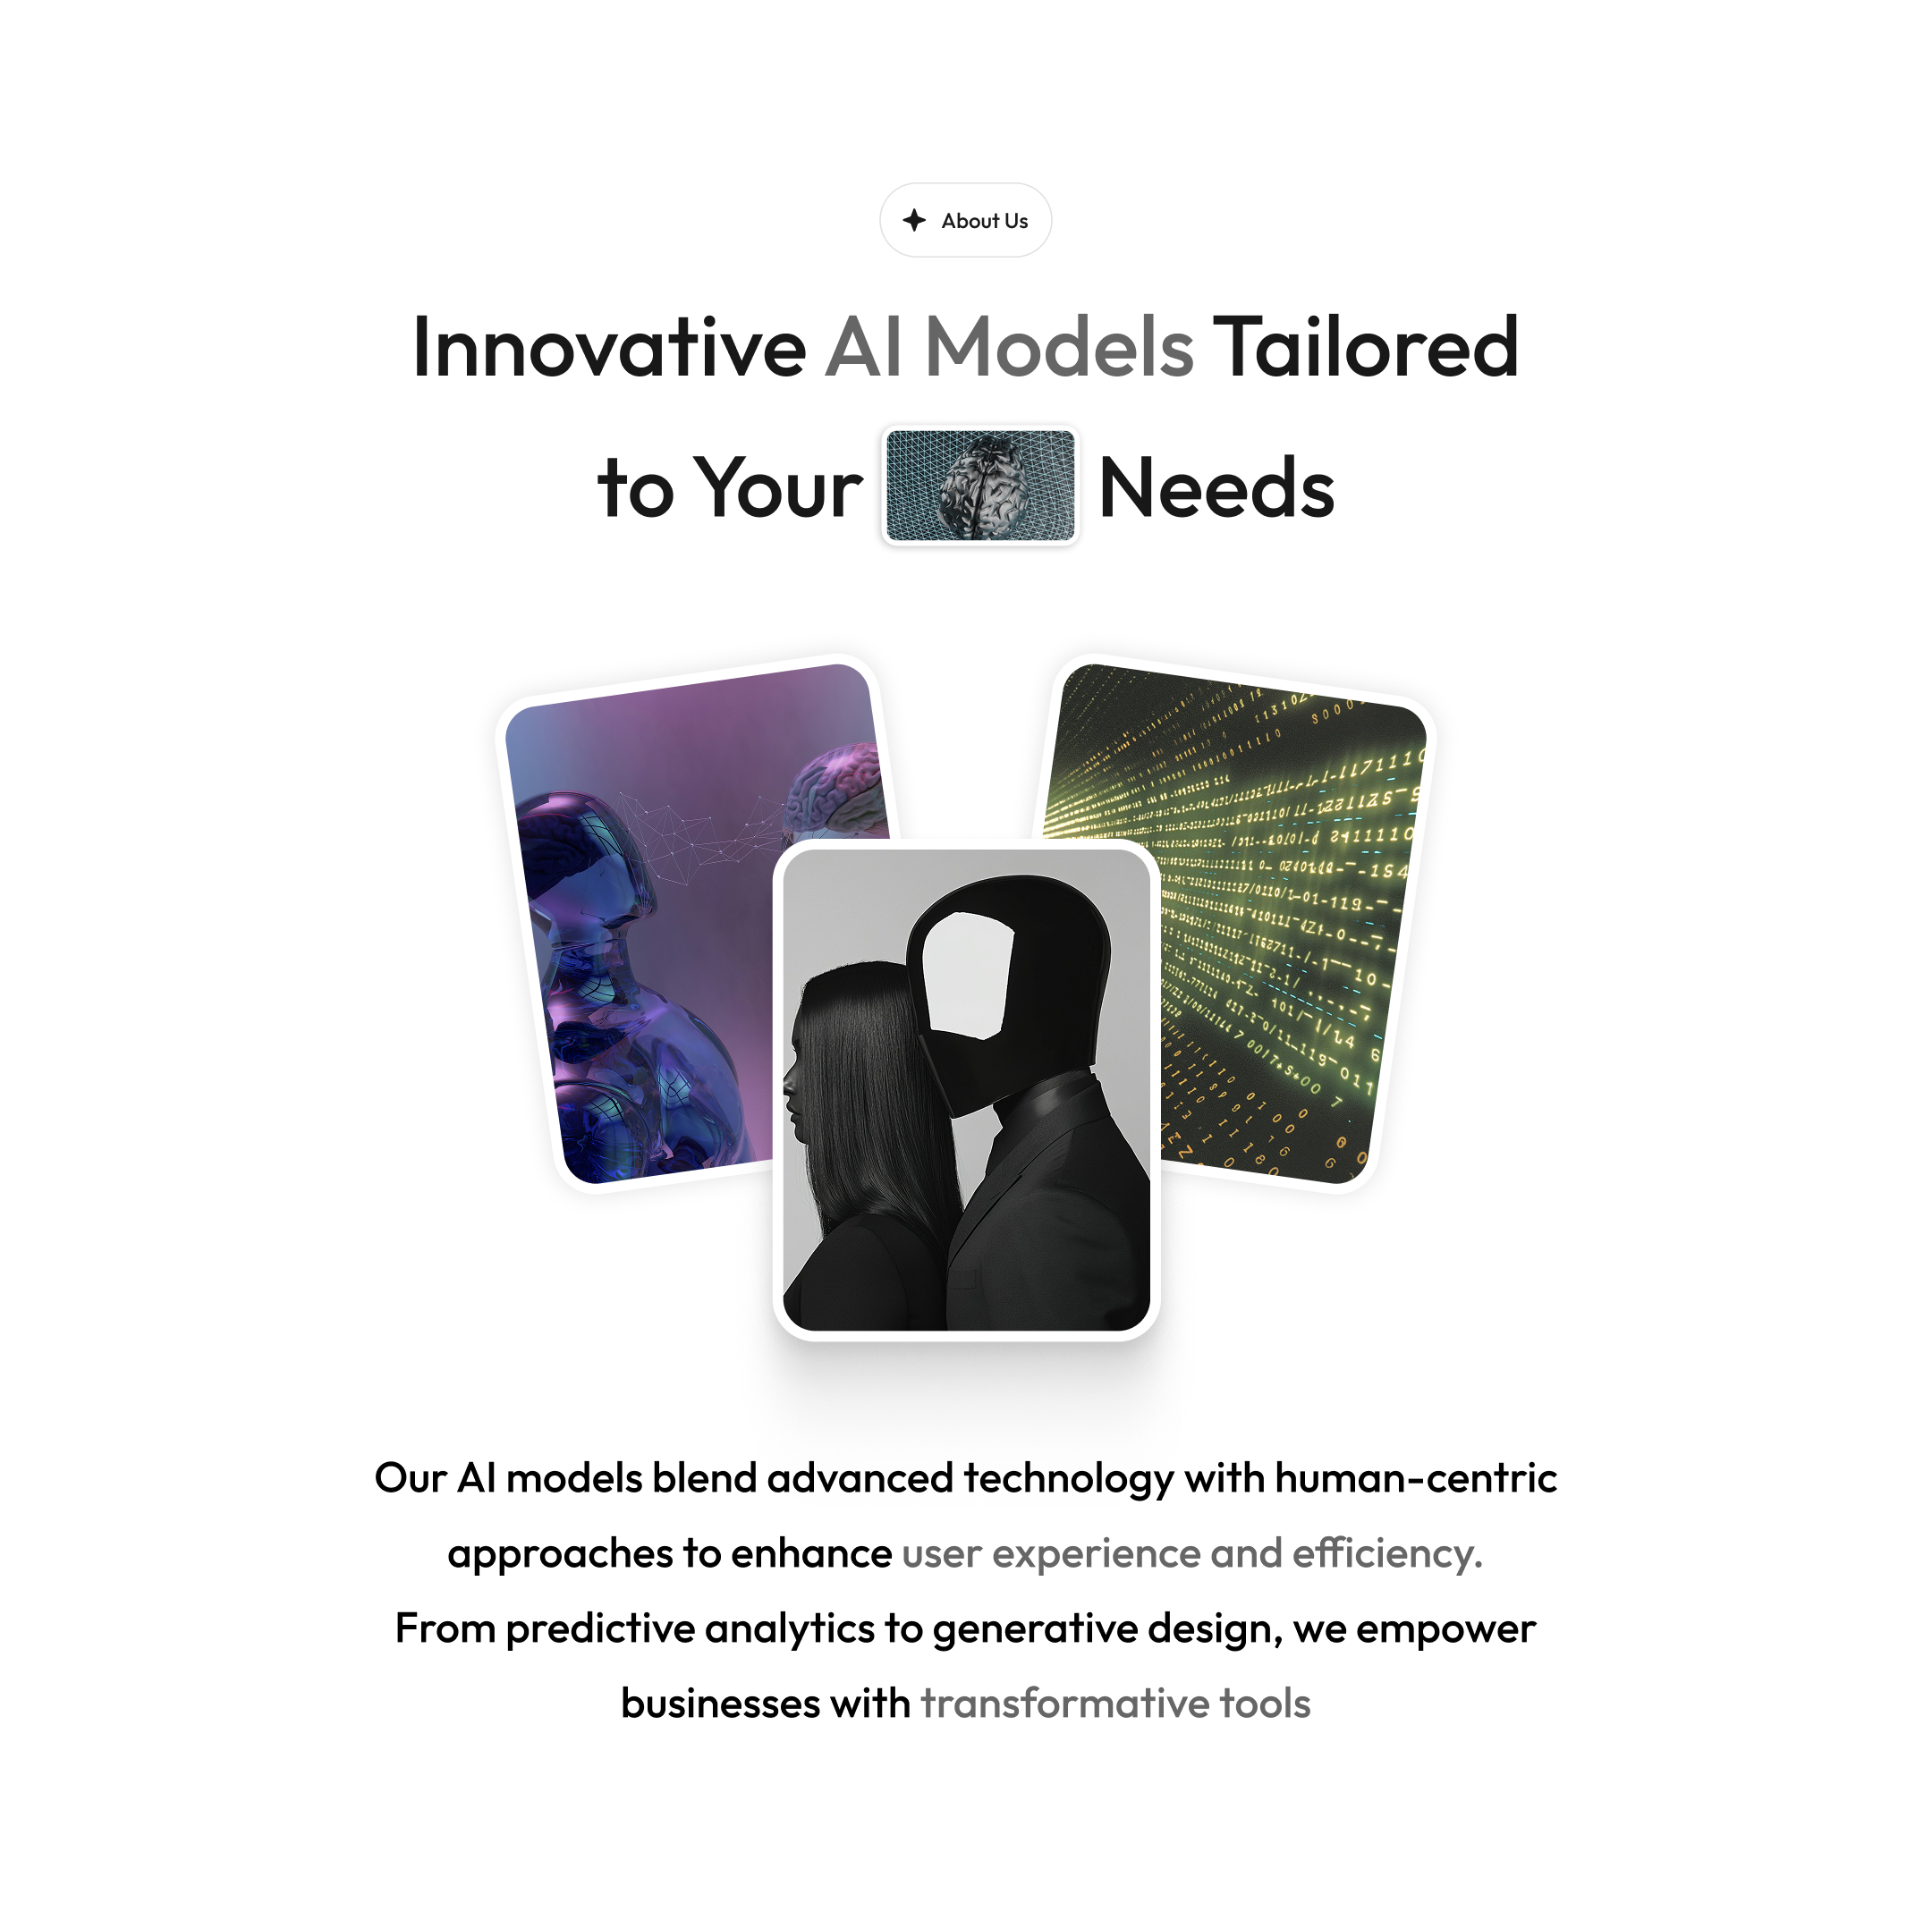 About Us
Innovative AI Models Tailored
to Your Needs
Our AI models blend advanced technology with human-centric
approaches to enhance user experience and efficiency.
From predictive analytics to generative design, we empower
businesses with transformative tools